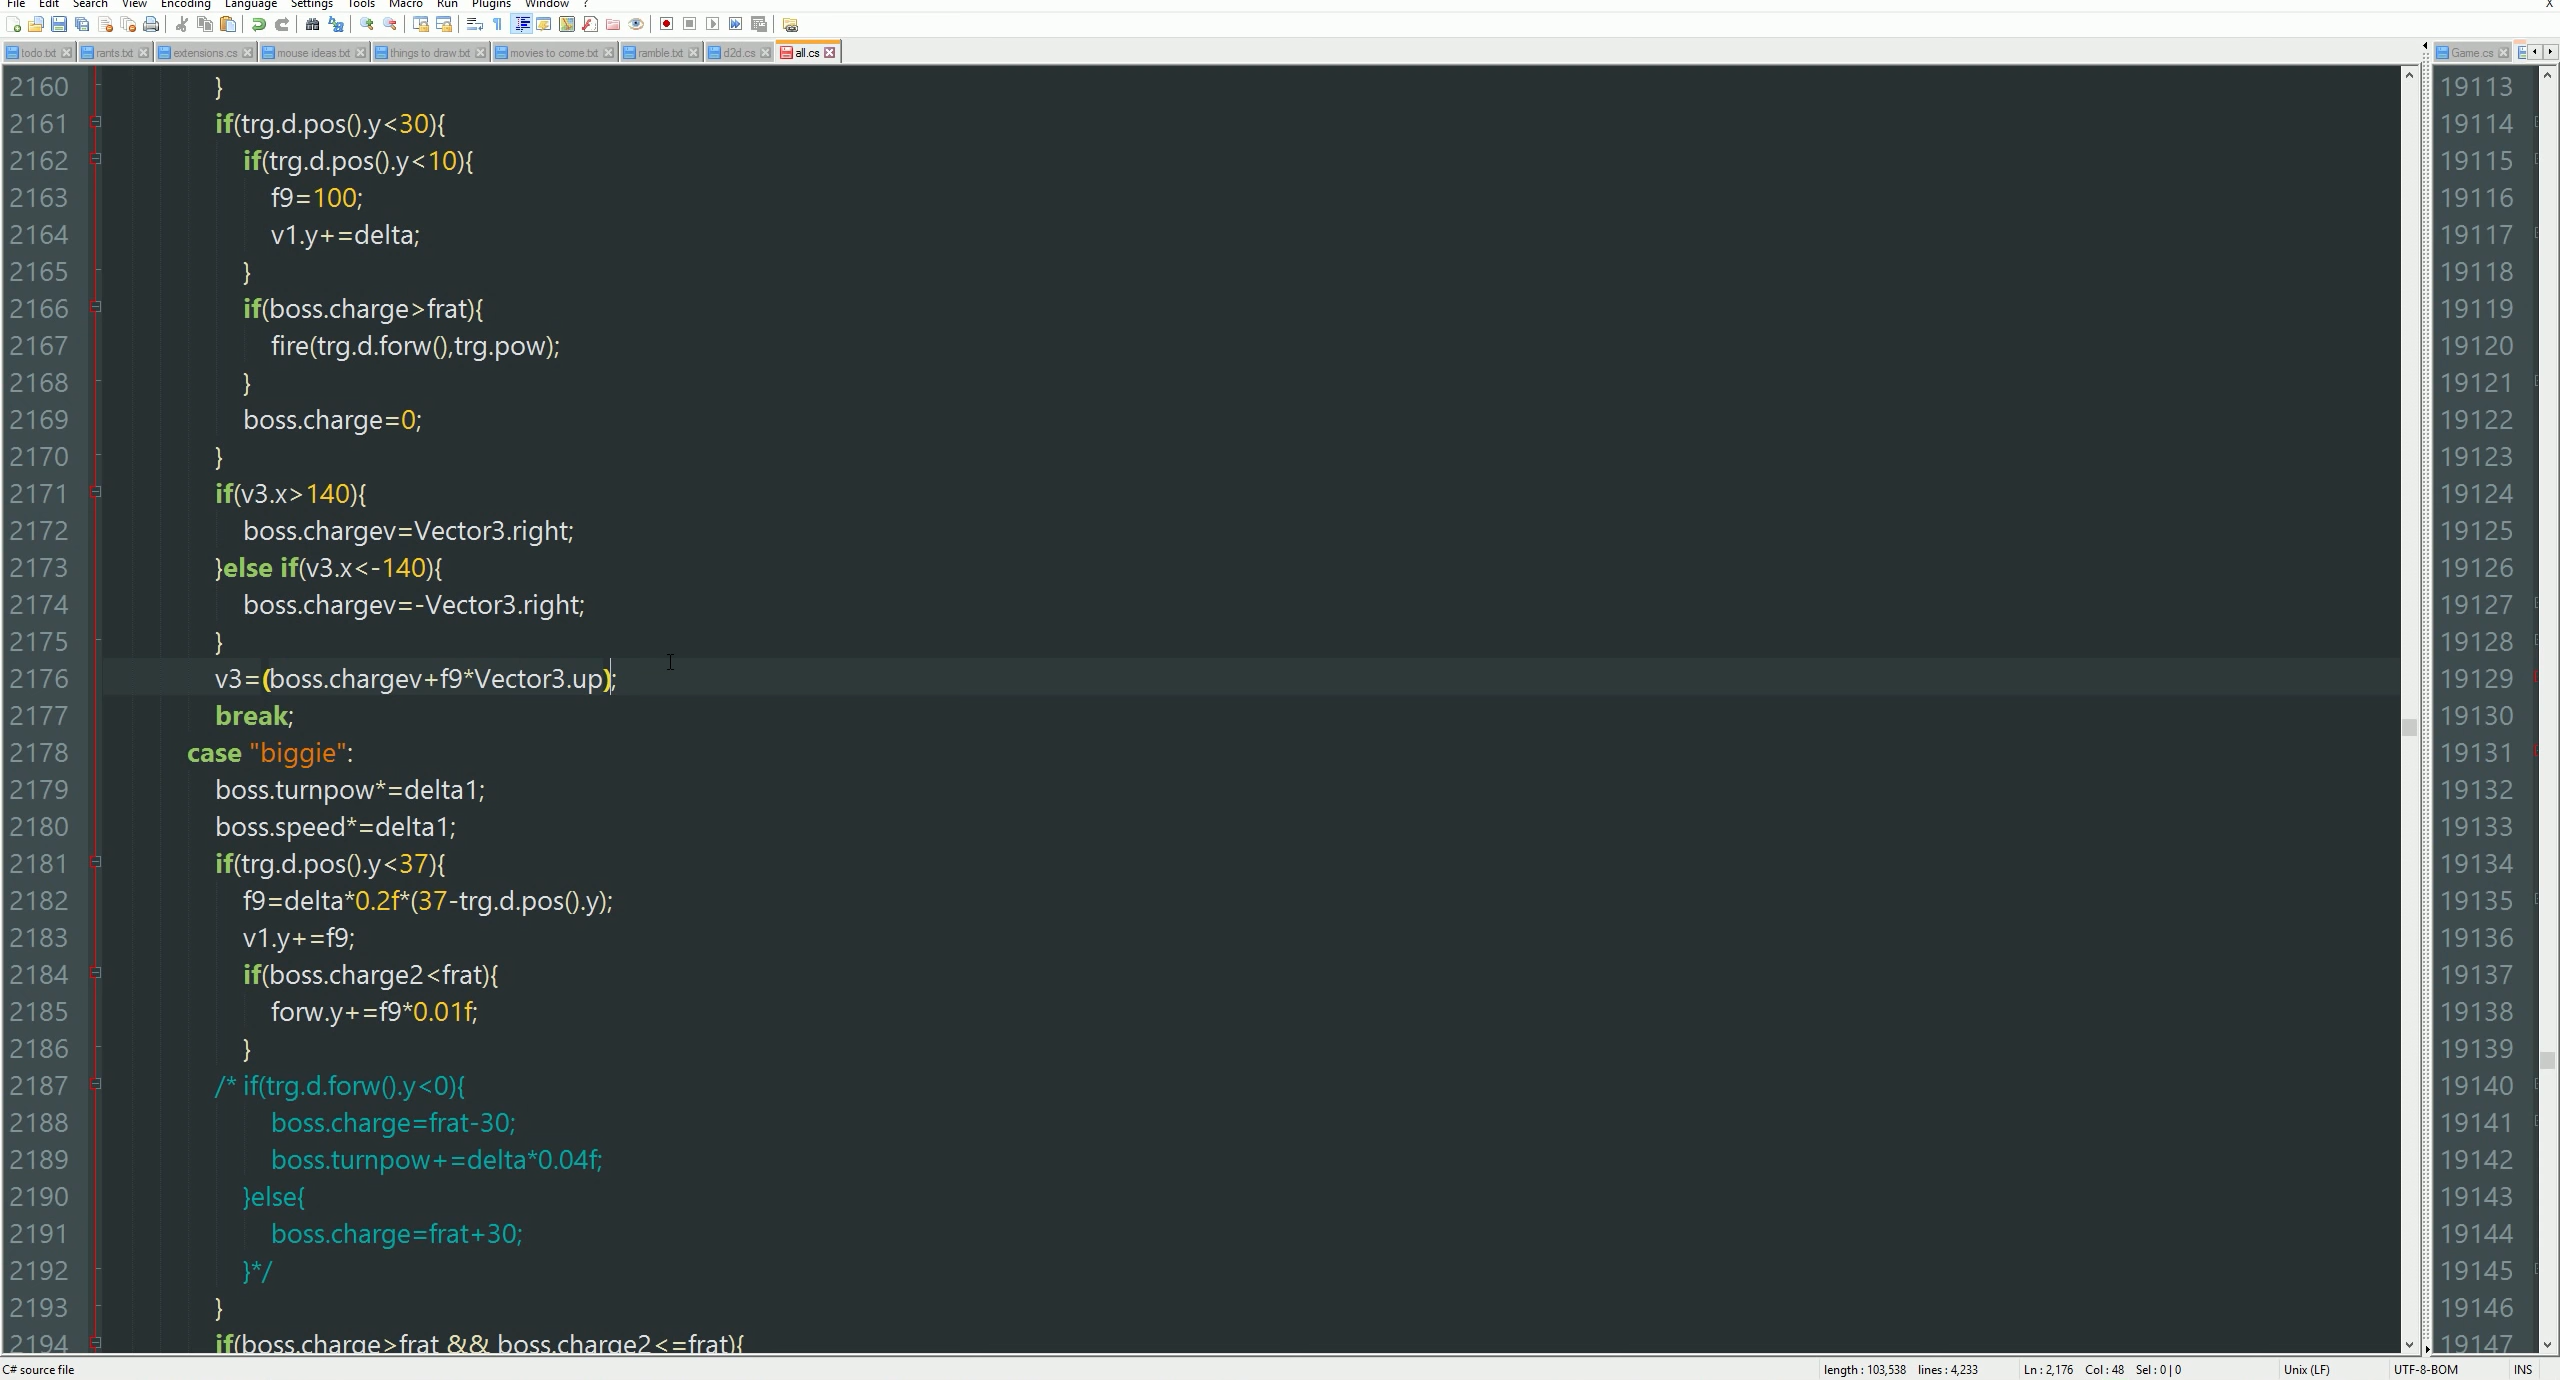 File Edit Search View Encoding Language Settings Tools Macro Run Plugins Window ? X
todo.txt rants.txt extensions.cs mouse ideas.txt things to draw.txt movies to come.txt ramble.txt d2d.cs all.cs Game.cs
2160 }
2161 if(trg.d.pos().y<30){
2162 if(trg.d.pos().y<10){
2163 f9=100;
2164 v1.y+=delta;
2165 }
2166 if(boss.charge>frat){
2167 fire(trg.d.forw(),trg.pow);
2168 }
2169 boss.charge=0;
2170 }
2171 if(v3.x>140){
2172 boss.chargev=Vector3.right;
2173 }else if(v3.x<-140){
2174 boss.chargev=-Vector3.right;
2175 }
2176 v3=(boss.chargev+f9*Vector3.up);
2177 break;
2178 case "biggie":
2179 boss.turnpow*=delta1;
2180 boss.speed*=delta1;
2181 if(trg.d.pos().y<37){
2182 f9=delta*0.2f*(37-trg.d.pos().y);
2183 v1.y+=f9;
2184 if(boss.charge2<frat){
2185 forw.y+=f9*0.01f;
2186 }
2187 /* if(trg.d.forw().y<0){
2188 boss.charge=frat-30;
2189 boss.turnpow+=delta*0.04f;
2190 }else{
2191 boss.charge=frat+30;
2192 }*/
2193 }
2194 if(boss.charge>frat && boss.charge2<=frat){
19113
19114
19115
19116
19117
19118
19119
19120
19121
19122
19123
19124
19125
19126
19127
19128
19129
19130
19131
19132
19133
19134
19135
19136
19137
19138
19139
19140
19141
19142
19143
19144
19145
19146
19147
C# source file length : 103,538 lines : 4,233 Ln : 2,176 Col : 48 Sel : 0 | 0 Unix (LF) UTF-8-BOM INS